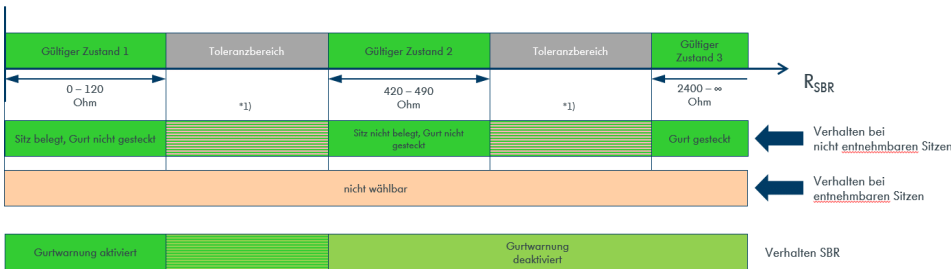 Gültiger Zustand 1
Toleranzbereich
Gültiger Zustand 2
Toleranzbereich
Gültiger
Zustand 3
R_SBR
0 – 120
Ohm
*1)
420 – 490
Ohm
*1)
2400 – ∞
Ohm
Sitz belegt, Gurt nicht gesteckt
Sitz nicht belegt, Gurt nicht
gesteckt
Gurt gesteckt
Verhalten bei
nicht entnehmbaren Sitzen
nicht wählbar
Verhalten bei
entnehmbaren Sitzen
Gurtwarnung aktiviert
Gurtwarnung
deaktiviert
Verhalten SBR